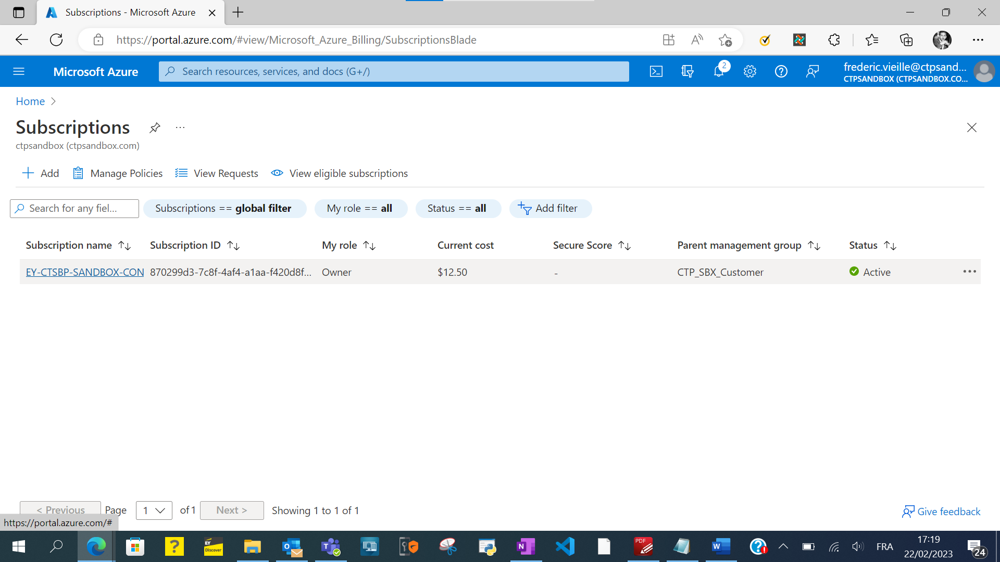 Subscriptions - Microsoft Azure
https://portal.azure.com/#view/Microsoft_Azure_Billing/SubscriptionsBlade
Microsoft Azure
Search resources, services, and docs (G+/)
2
frederic.vieille@ctpsand...
CTPSANDBOX (CTPSANDBOX.CO...
Home
Subscriptions
...
ctpsandbox (ctpsandbox.com)
Add
Manage Policies
View Requests
View eligible subscriptions
Search for any fiel...
Subscriptions == global filter
My role == all
Status == all
Add filter
Subscription name
Subscription ID
My role
Current cost
Secure Score
Parent management group
Status
EY-CTSBP-SANDBOX-CON
870299d3-7c8f-4af4-a1aa-f420d8f...
Owner
$12.50
-
CTP_SBX_Customer
Active
< Previous
Page
1
of 1
Next >
Showing 1 to 1 of 1
Give feedback
https://portal.azure.com/#
EY
Discover
PDF
FRA
17:19
22/02/2023
24